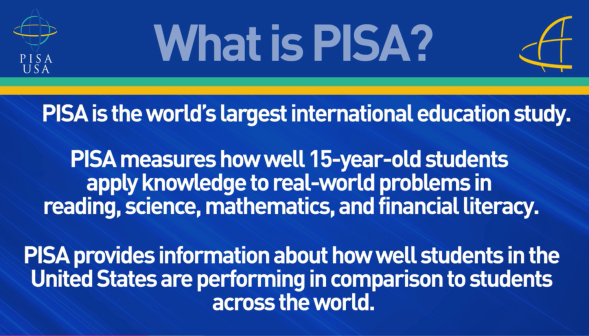 PISA
USA
What is PISA?
PISA is the world's largest international education study.
PISA measures how well 15-year-old students
apply knowledge to real-world problems in
reading, science, mathematics, and financial literacy.
PISA provides information about how well students in the
United States are performing in comparison to students
across the world.